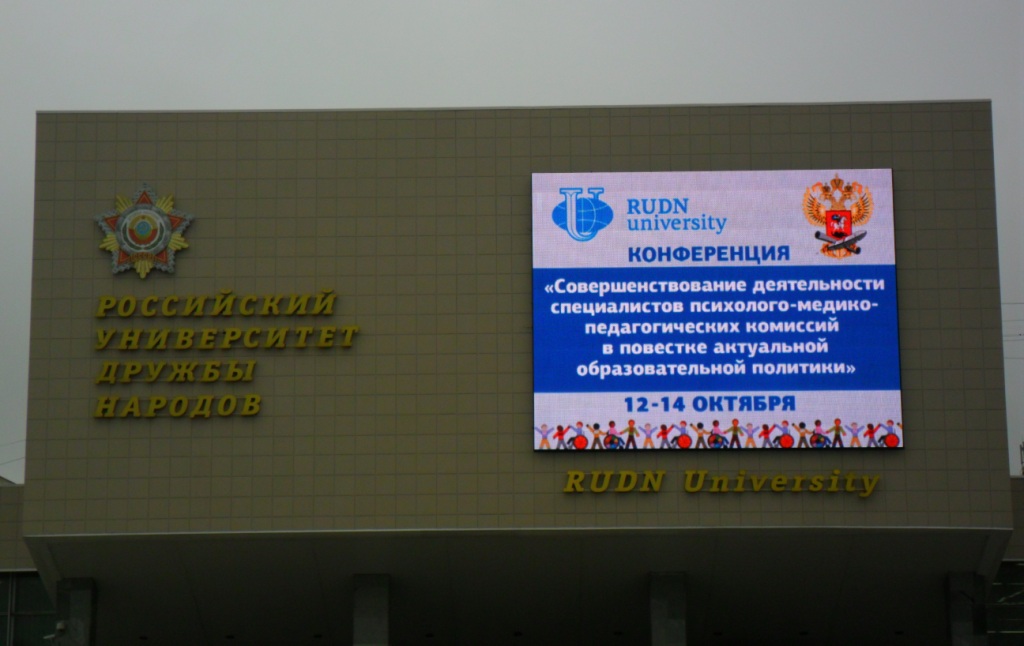 РОССИЙСКИЙ
УНИВЕРСИТЕТ
ДРУЖБЫ
НАРОДОВ
RUDN
university
КОНФЕРЕНЦИЯ
«Совершенствование деятельности
специалистов психолого-медико-
педагогических комиссий
в повестке актуальной
образовательной политики»
12-14 ОКТЯБРЯ
RUDN University